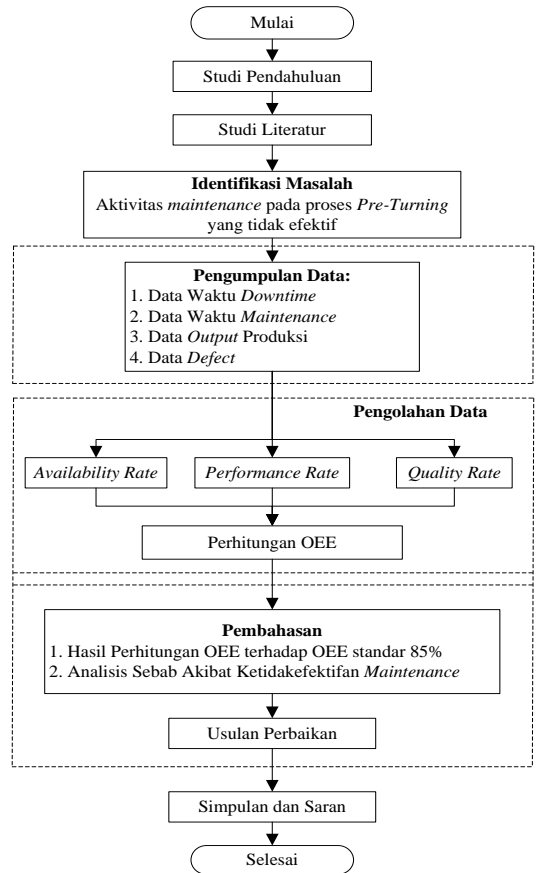 Mulai
Studi Pendahuluan
Studi Literatur
Identifikasi Masalah
Aktivitas maintenance pada proses Pre-Turning
yang tidak efektif
Pengumpulan Data:
1. Data Waktu Downtime
2. Data Waktu Maintenance
3. Data Output Produksi
4. Data Defect
Pengolahan Data
Availability Rate
Performance Rate
Quality Rate
Perhitungan OEE
Pembahasan
1. Hasil Perhitungan OEE terhadap OEE standar 85%
2. Analisis Sebab Akibat Ketidakefektifan Maintenance
Usulan Perbaikan
Simpulan dan Saran
Selesai